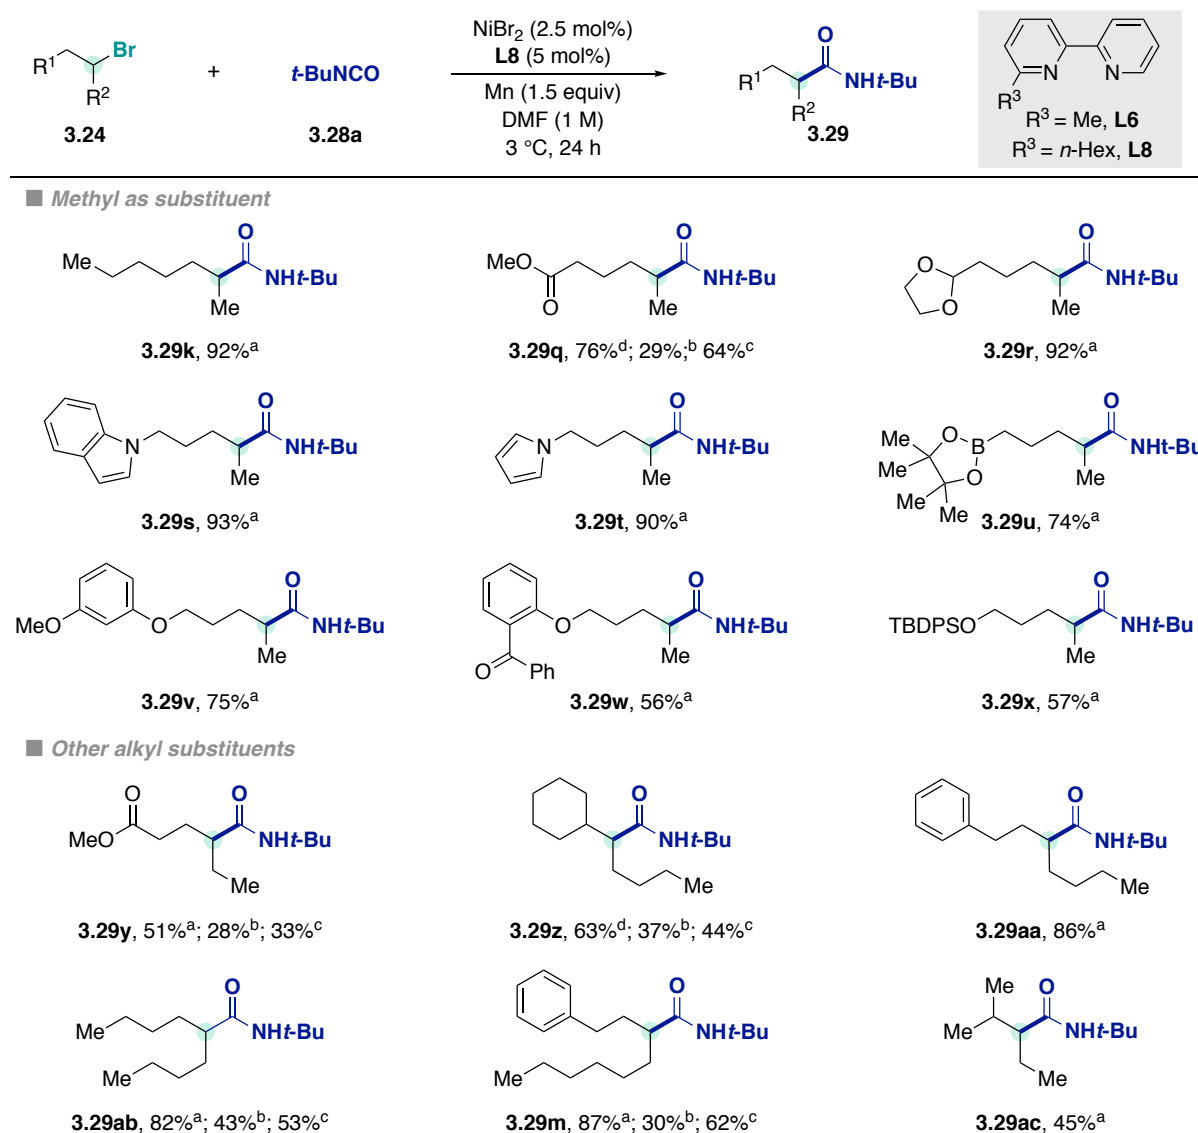 R¹ Br R² 3.24
+
t-BuNCO 3.28a
NiBr₂ (2.5 mol%)
L8 (5 mol%)
Mn (1.5 equiv)
DMF (1 M)
3 °C, 24 h
R¹ O NHt-Bu R² 3.29
N N R³
R³ = Me, L6
R³ = n-Hex, L8
Methyl as substituent
Me O NHt-Bu Me
MeO O O NHt-Bu Me
O O O NHt-Bu Me
3.29k, 92%ᵃ
3.29q, 76%ᵈ; 29%;ᵇ 64%ᶜ
3.29r, 92%ᵃ
N O NHt-Bu Me
N O NHt-Bu Me
Me Me Me Me O B O O NHt-Bu Me
3.29s, 93%ᵃ
3.29t, 90%ᵃ
3.29u, 74%ᵃ
MeO O O NHt-Bu Me
O Ph O O NHt-Bu Me
TBDPSO O NHt-Bu Me
3.29v, 75%ᵃ
3.29w, 56%ᵃ
3.29x, 57%ᵃ
Other alkyl substituents
MeO O O NHt-Bu Me
O NHt-Bu Me
O NHt-Bu Me
3.29y, 51%ᵃ; 28%ᵇ; 33%ᶜ
3.29z, 63%ᵈ; 37%ᵇ; 44%ᶜ
3.29aa, 86%ᵃ
Me O NHt-Bu Me
O NHt-Bu Me
Me Me O NHt-Bu Me
3.29ab, 82%ᵃ; 43%ᵇ; 53%ᶜ
3.29m, 87%ᵃ; 30%ᵇ; 62%ᶜ
3.29ac, 45%ᵃ